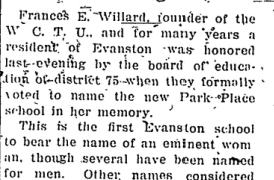 Frances E. Willard, founder of the
W C. T. U., and for many years a
resident of Evanston was honored
last evening by the board of educa-
tion of district 75 when they formally
voted to name the new Park Place
school in her memory.
This is the first Evanston school
to bear the name of an eminent wom
an, though several have been named
for men. Other names considered